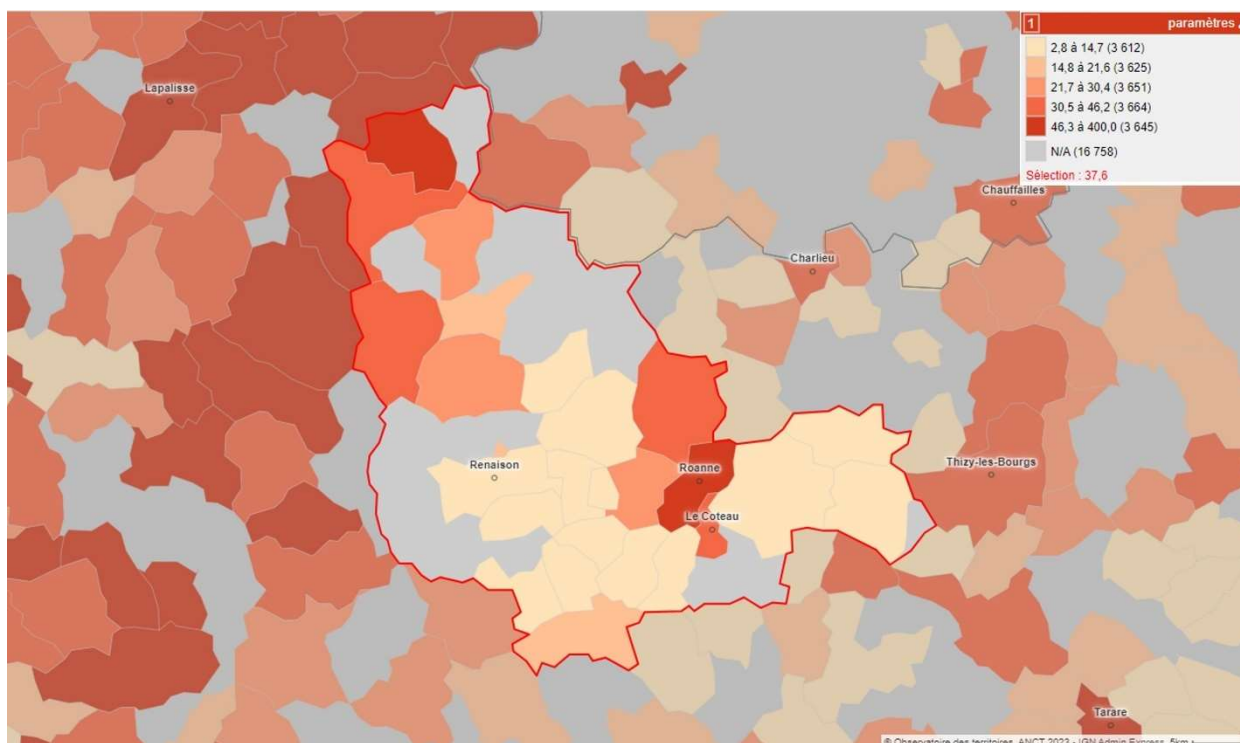 1 paramètres
2,8 à 14,7 (3 612)
14,8 à 21,6 (3 625)
21,7 à 30,4 (3 651)
30,5 à 46,2 (3 664)
46,3 à 400,0 (3 645)
N/A (16 758)
Sélection : 37,6
Lapalisse
Chauffailles
Charlieu
Renaison
Roanne
Thizy-les-Bourgs
Le Coteau
Tarare
© Observatoire des territoires, ANCT 2023 - IGN Admin Express, 5km